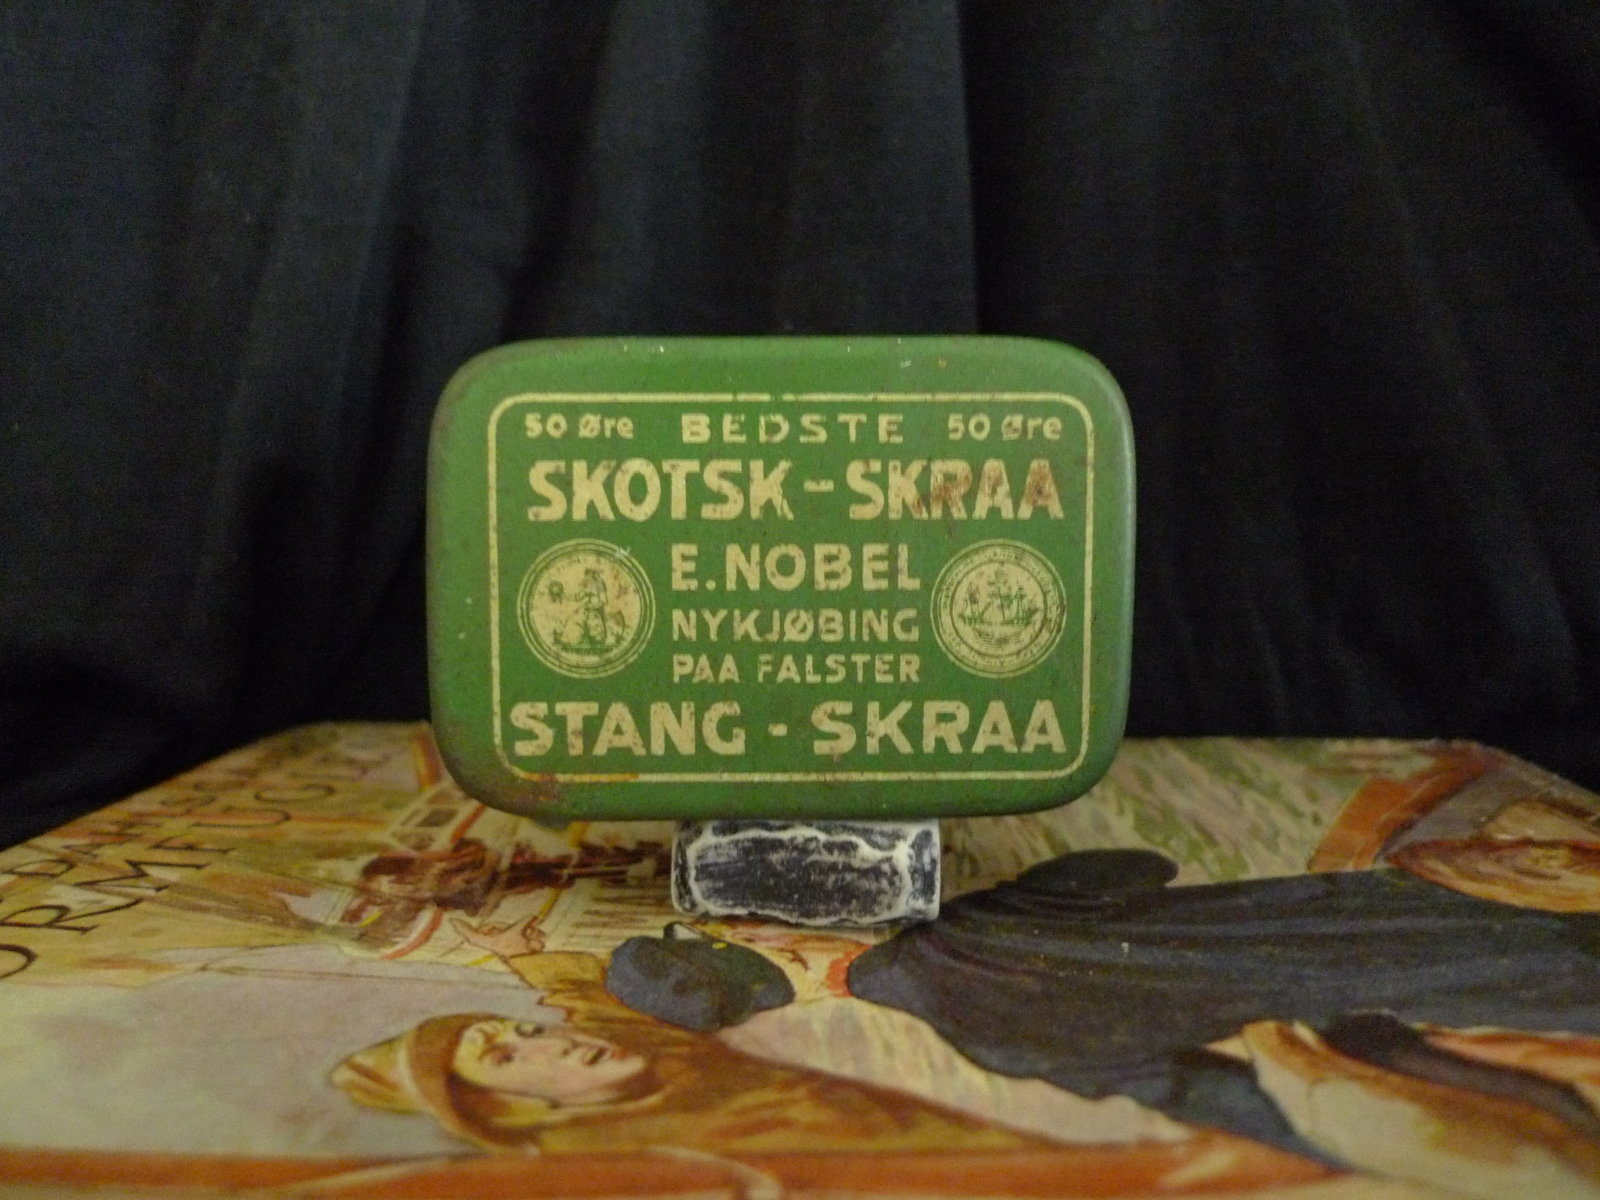 50 Øre BEDSTE 50 Øre
SKOTSK-SKRAA
E. NOBEL
NYKJØBING
PAA FALSTER
STANG-SKRAA